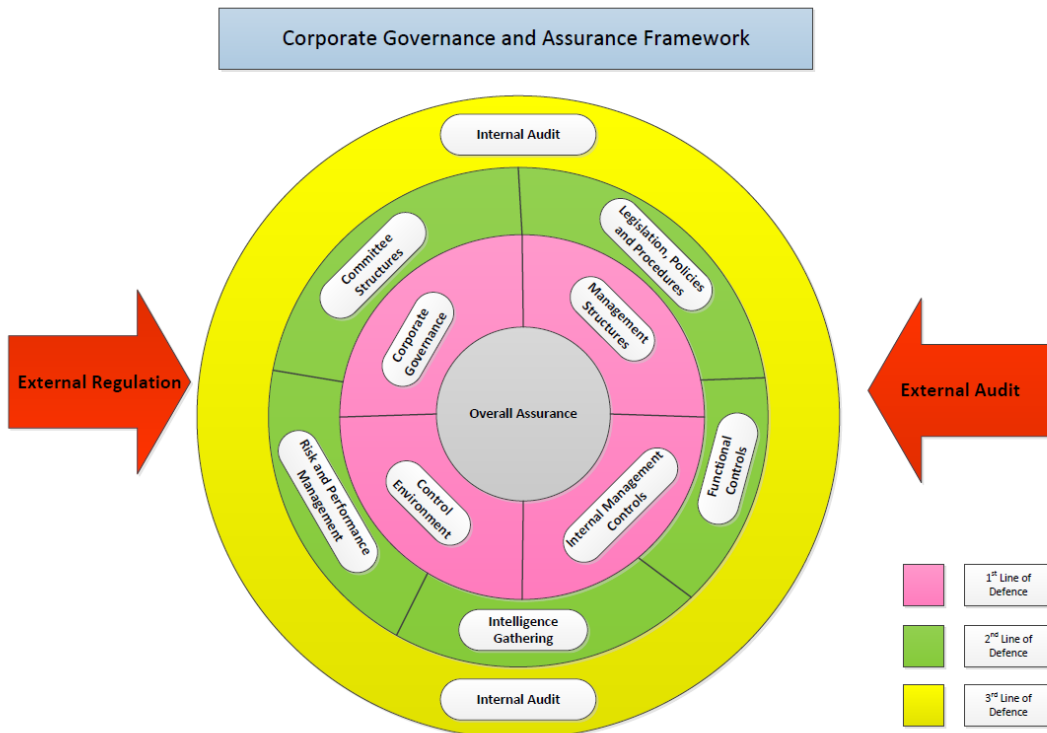 Corporate Governance and Assurance Framework
Internal Audit
Committee
Structures
Legislation, Policies
and Procedures
Corporate
Governance
Management
Structures
External Regulation
Overall Assurance
External Audit
Risk and Performance
Management
Control
Environment
Internal Management
Controls
Functional
Controls
Intelligence
Gathering
Internal Audit
1st Line of
Defence
2nd Line of
Defence
3rd Line of
Defence